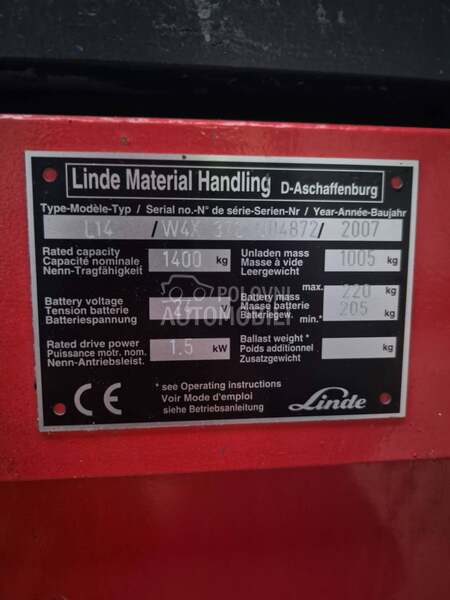 Linde Material Handling D-Aschaffenburg
Type-Modèle-Typ / Serial no.-N° de série-Serien-Nr / Year-Année-Baujahr
L14 / / 2007
Rated capacity
Capacité nominale 1400 kg
Nenn-Tragfähigkeit
Unladen mass
Masse à vide 1005 kg
Leergewicht
Battery voltage
Tension batterie 24 V
Batteriespannung
max. 220 kg
Battery mass
Masse batterie 205
Batteriegew. min.* kg
Rated drive power
Puissance motr. nom. 1.5 kW
Nenn-Antriebsleist.
Ballast weight *
Poids additionnel kg
Zusatzgewicht
* see Operating instructions
Voir Mode d'emploi
siehe Betriebsanleitung
CE
Linde
POLOVNI
AUTOMOBILI